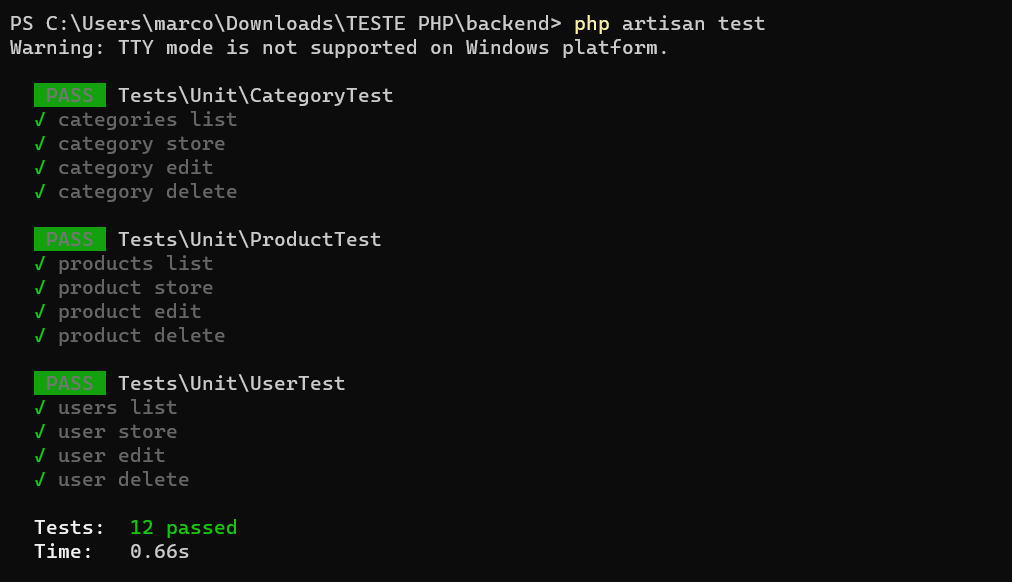 PS C:\Users\marco\Downloads\TESTE PHP\backend> php artisan test
Warning: TTY mode is not supported on Windows platform.
PASS Tests\Unit\CategoryTest
✓ categories list
✓ category store
✓ category edit
✓ category delete
PASS Tests\Unit\ProductTest
✓ products list
✓ product store
✓ product edit
✓ product delete
PASS Tests\Unit\UserTest
✓ users list
✓ user store
✓ user edit
✓ user delete
Tests: 12 passed
Time: 0.66s